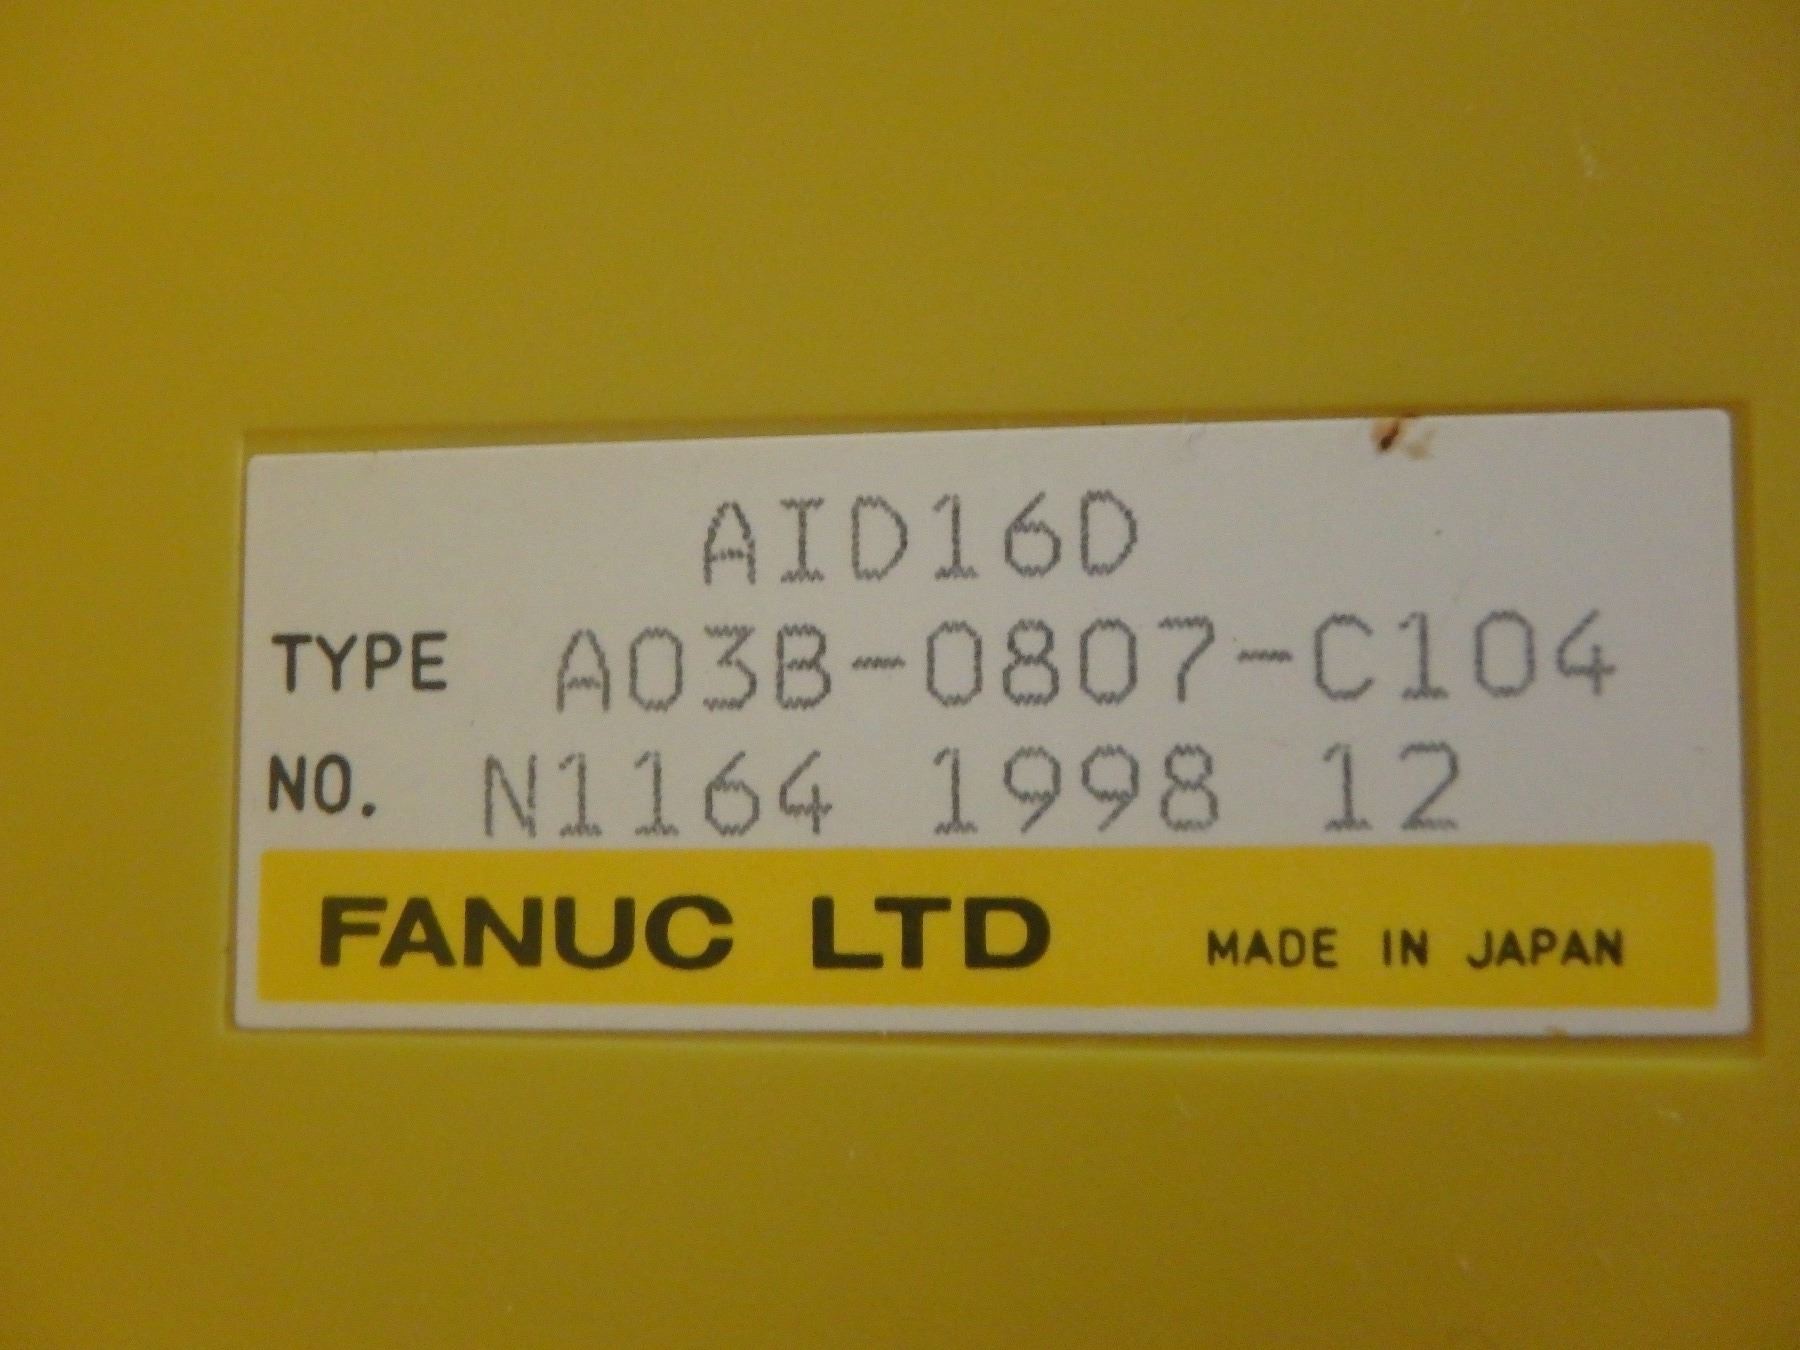 AID16D
TYPE A03B-0807-C104
NO. N1164 1998 12
FANUC LTD MADE IN JAPAN